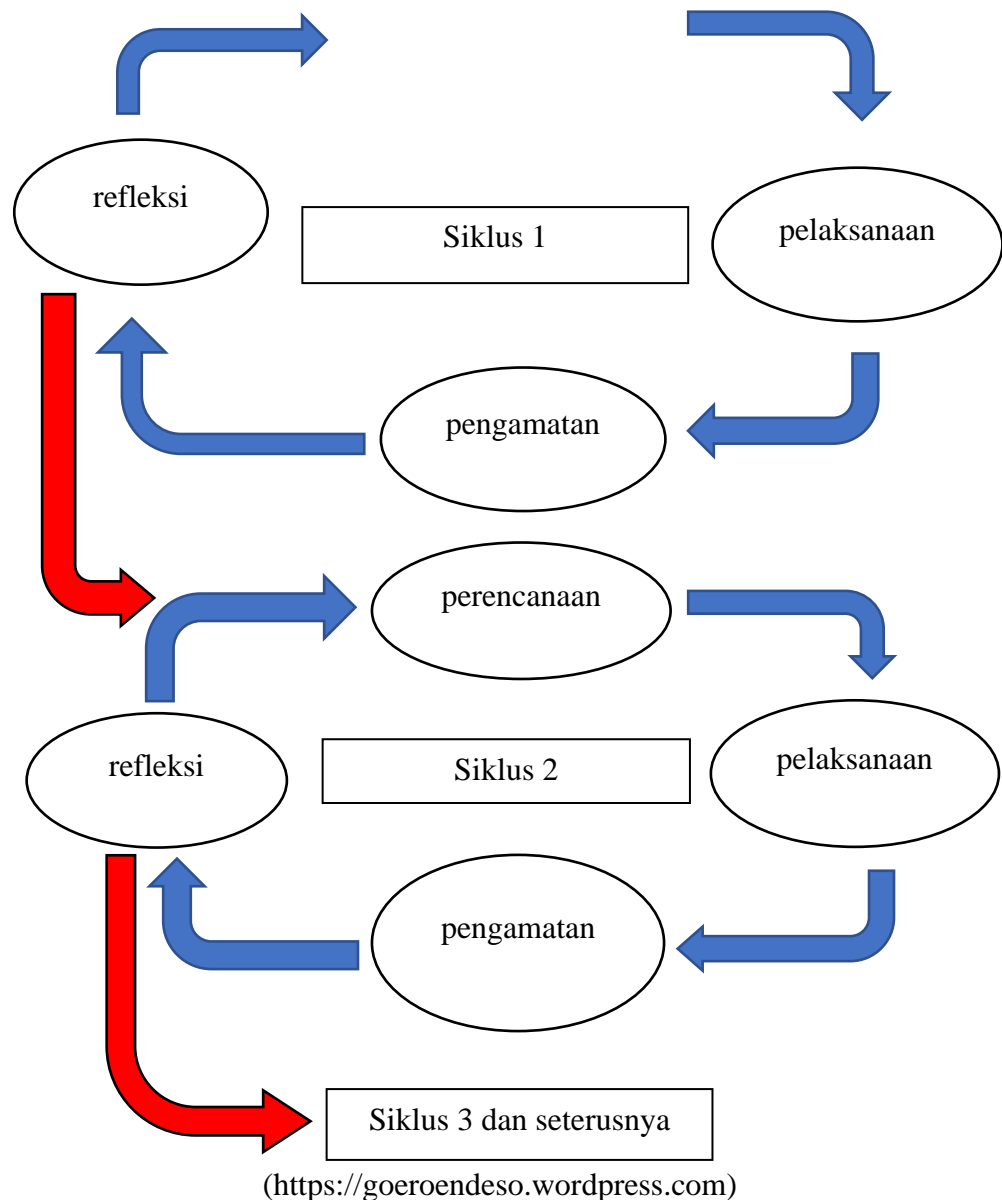 refleksi
Siklus 1
pelaksanaan
pengamatan
perencanaan
refleksi
Siklus 2
pelaksanaan
pengamatan
Siklus 3 dan seterusnya
(https://goeroendeso.wordpress.com)